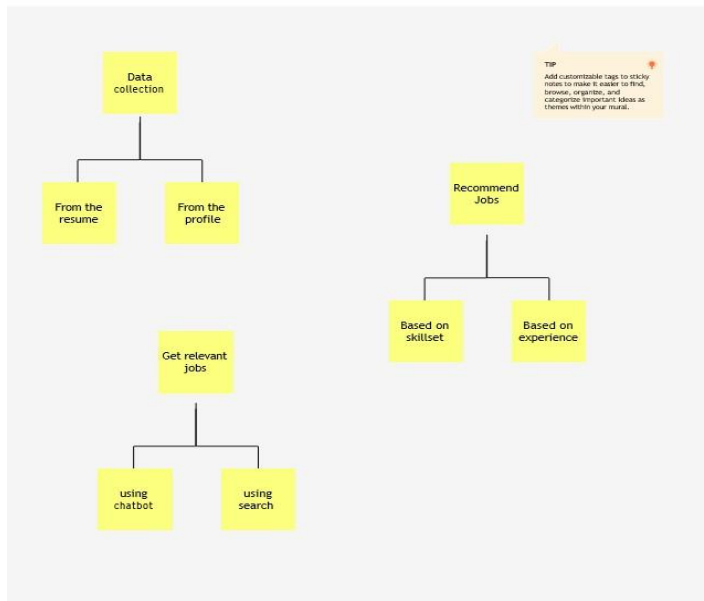 Data
collection
From the
resume
From the
profile
TIP
Add customizable tags to sticky
notes to make it easier to find,
browse, organize, and
categorize important ideas as
themes within your mural.
Recommend
Jobs
Based on
skillset
Based on
experience
Get relevant
jobs
using
chatbot
using
search